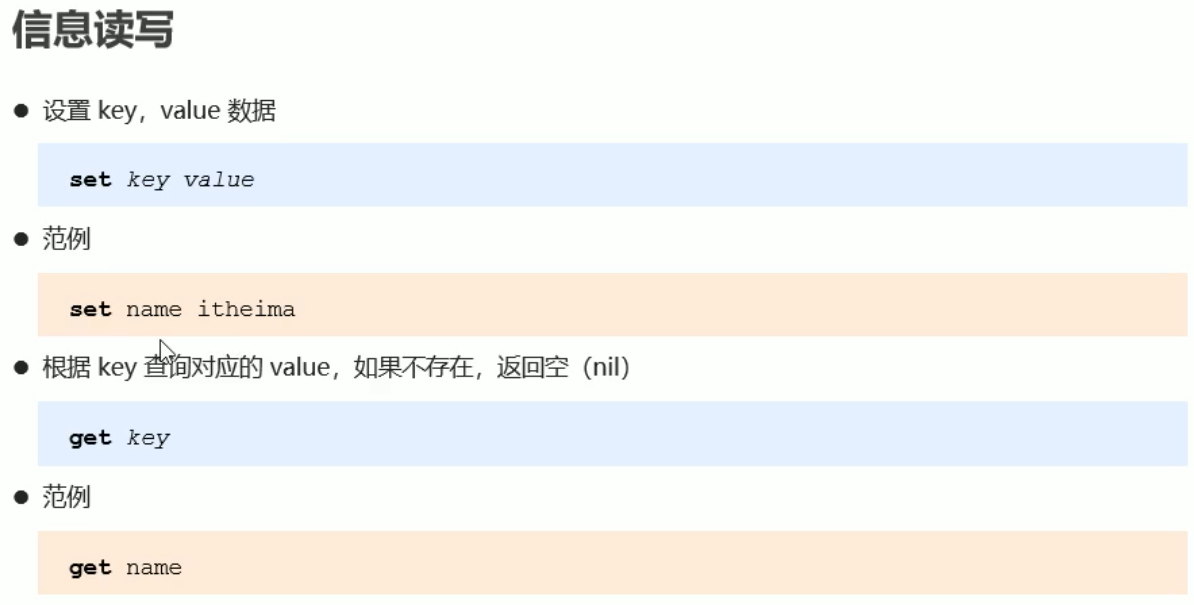 信息读写
● 设置 key，value 数据
set key value
● 范例
set name itheima
● 根据 key 查询对应的 value，如果不存在，返回空（nil）
get key
● 范例
get name